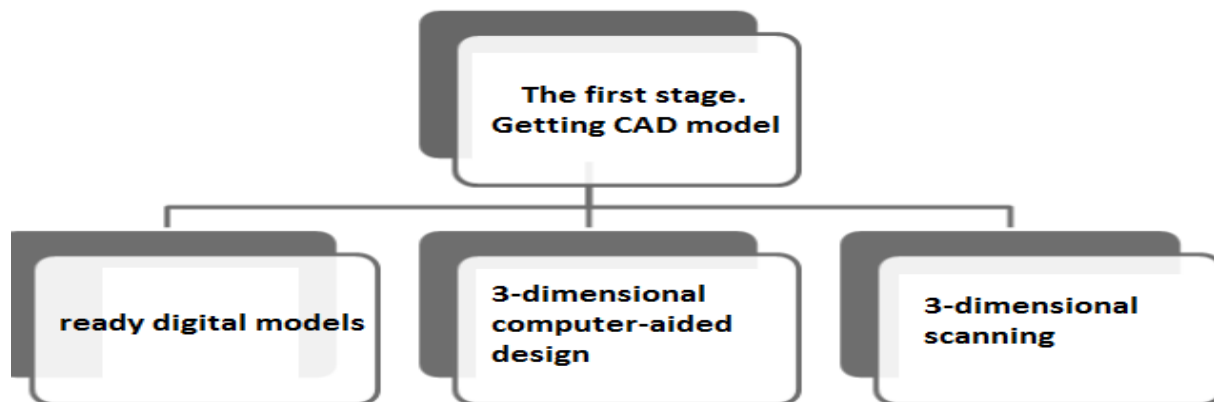 The first stage.
Getting CAD model
ready digital models
3-dimensional
computer-aided
design
3-dimensional
scanning